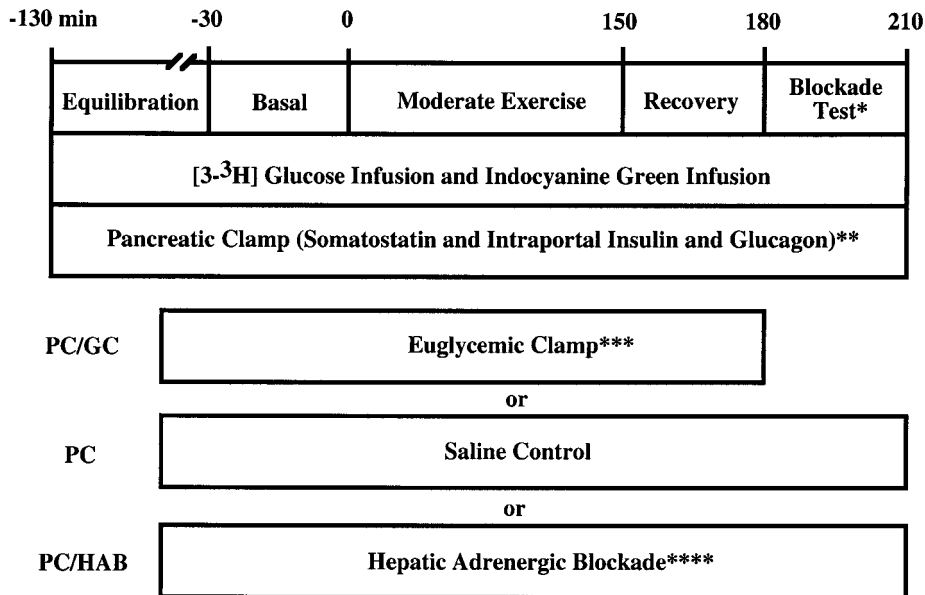 -130 min -30 0 150 180 210
Equilibration Basal Moderate Exercise Recovery Blockade Test*
[3-³H] Glucose Infusion and Indocyanine Green Infusion
Pancreatic Clamp (Somatostatin and Intraportal Insulin and Glucagon)**
PC/GC Euglycemic Clamp***
or
PC Saline Control
or
PC/HAB Hepatic Adrenergic Blockade****